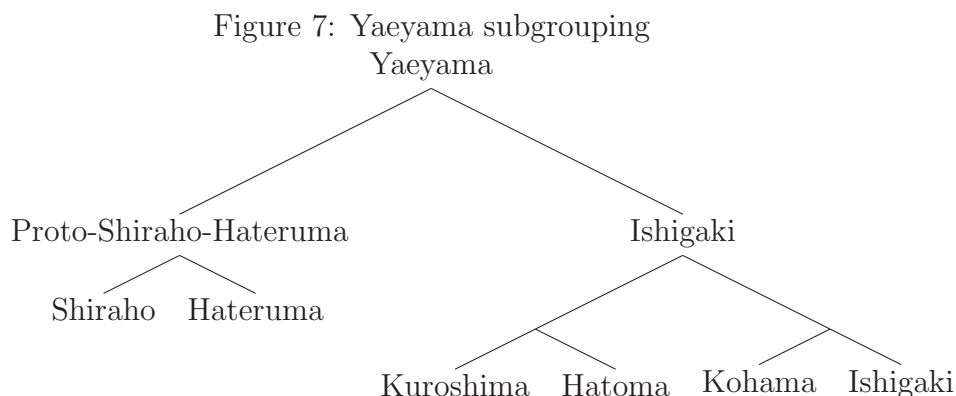 Figure 7: Yaeyama subgrouping
Yaeyama
Proto-Shiraho-Hateruma Ishigaki
Shiraho Hateruma
Kuroshima Hatoma Kohama Ishigaki